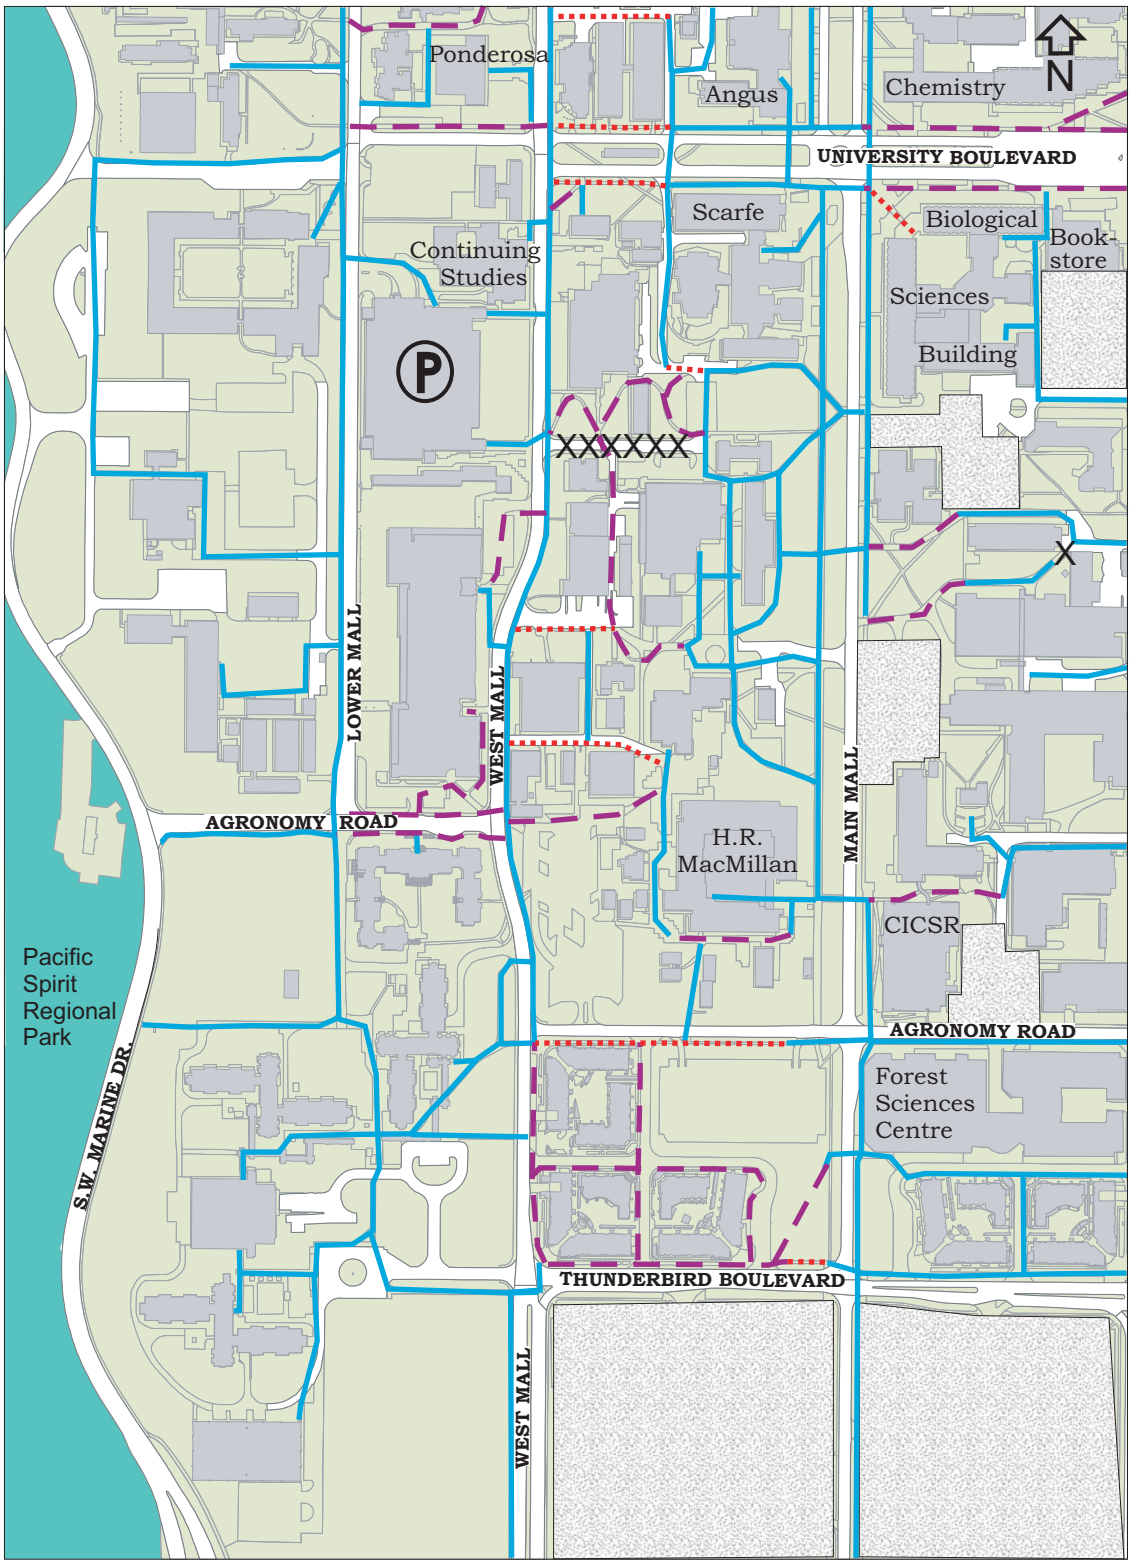 Ponderosa
N
Chemistry
Angus
UNIVERSITY BOULEVARD
Scarfe
Biological
Book-
store
Continuing
Studies
Sciences
Building
P
XXXXXX
X
LOWER MALL
WEST MALL
MAIN MALL
AGRONOMY ROAD
H.R.
MacMillan
CICSR
Pacific
Spirit
Regional
Park
AGRONOMY ROAD
S.W. MARINE DR.
Forest
Sciences
Centre
THUNDERBIRD BOULEVARD
WEST MALL